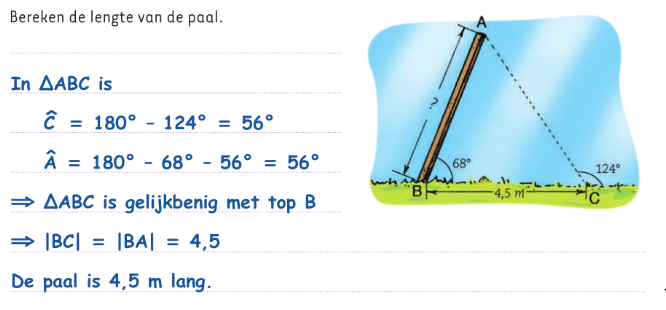 Bereken de lengte van de paal.
In ΔABC is
Ĉ = 180° - 124° = 56°
Â = 180° - 68° - 56° = 56°
⇒ ΔABC is gelijkbenig met top B
⇒ |BC| = |BA| = 4,5
De paal is 4,5 m lang.
A
?
68°
124°
B
4,5 m
C